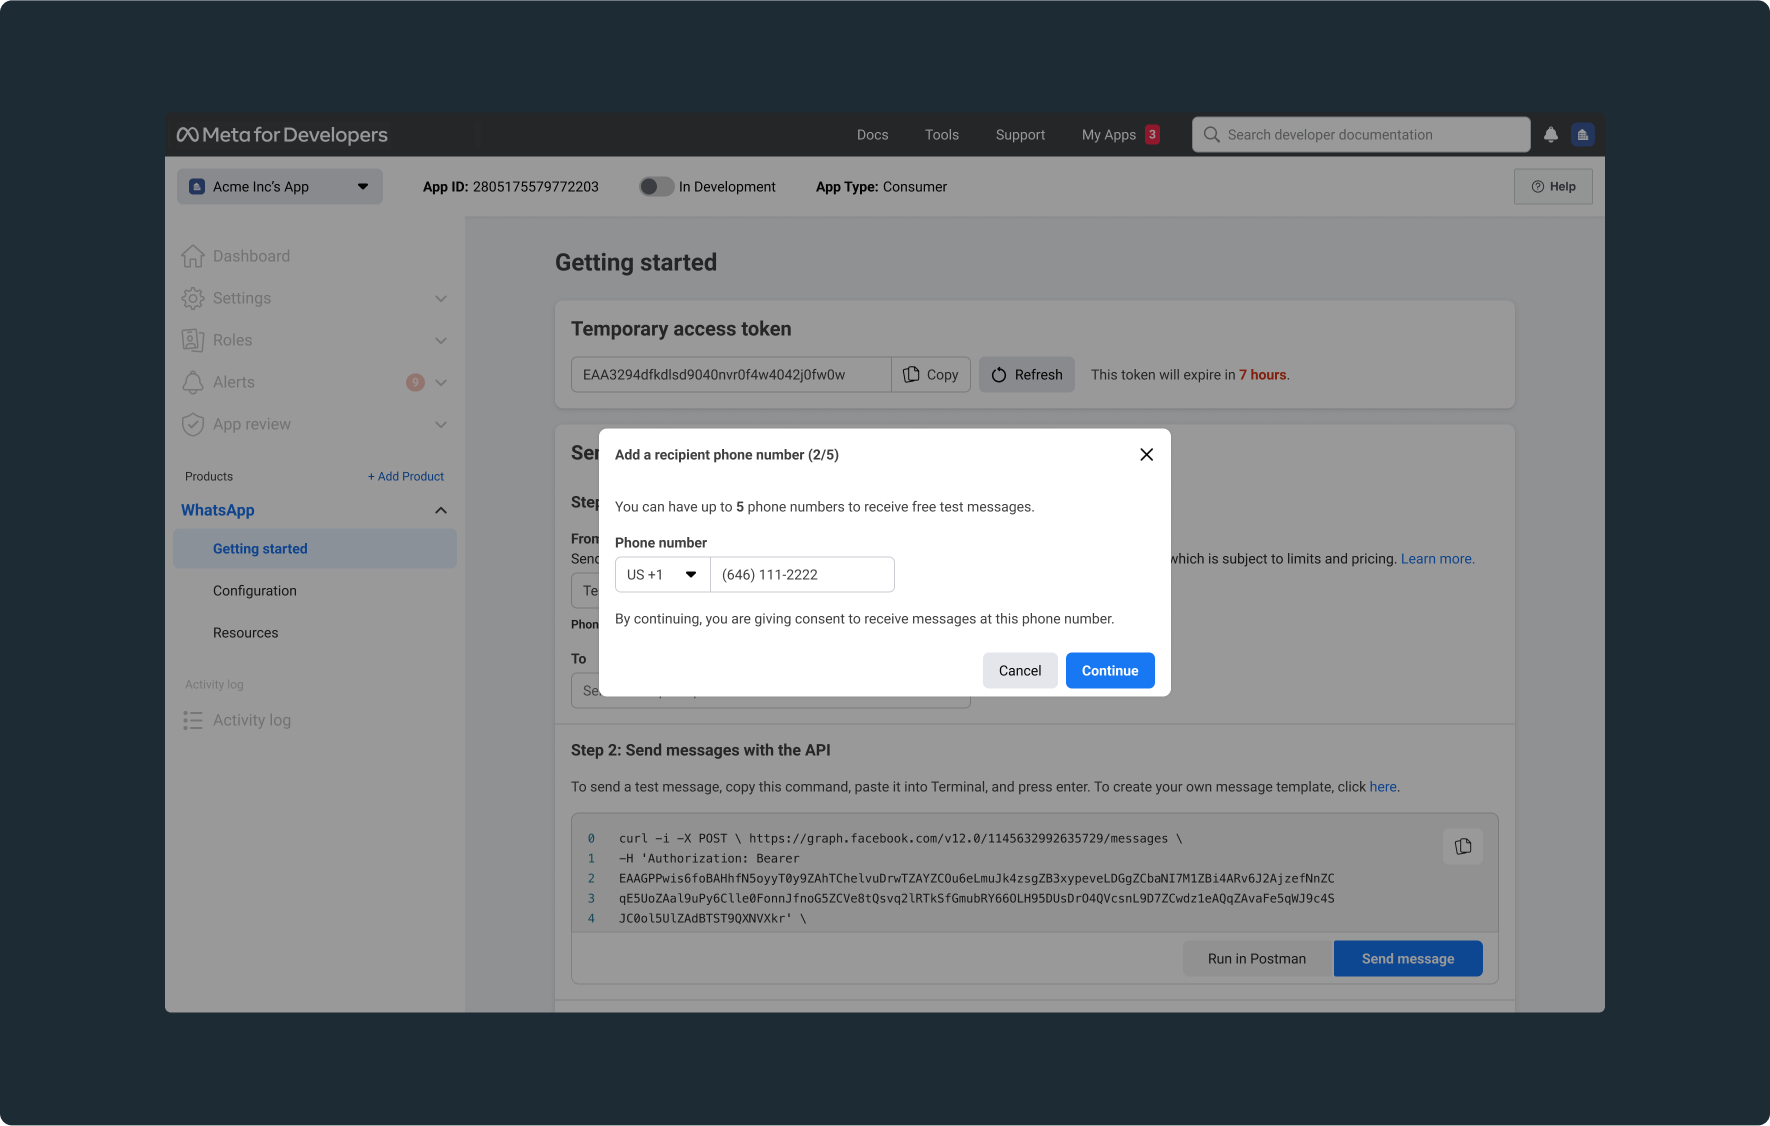 Meta for Developers
Docs
Tools
Support
My Apps 3
Search developer documentation
Acme Inc's App
App ID: 2805175579772203
In Development
App Type: Consumer
Help
Dashboard
Settings
Roles
Alerts 9
App review
Products
+ Add Product
WhatsApp
Getting started
Configuration
Resources
Activity log
Activity log
Getting started
Temporary access token
EAA3294dfkdlsd9040nvr0f4w4042j0fw0w
Copy
Refresh
This token will expire in 7 hours.
Add a recipient phone number (2/5)
You can have up to 5 phone numbers to receive free test messages.
Phone number
US +1
(646) 111-2222
By continuing, you are giving consent to receive messages at this phone number.
Cancel
Continue
which is subject to limits and pricing. Learn more.
To
Step 2: Send messages with the API
To send a test message, copy this command, paste it into Terminal, and press enter. To create your own message template, click here.
0 curl -i -X POST \ https://graph.facebook.com/v12.0/1145632992635729/messages \
1 -H 'Authorization: Bearer
2 EAAGPPwis6foBAHhfN5oyyT0y9ZAhTChelvuDrwTZAYZCOu6eLmuJk4zsgZB3xypeveLDGgZCbaNI7M1ZBi4ARv6J2AjzefNnZC
3 qE5UoZAal9uPy6Clle0FonnJfnoG5ZCVe8tQsvq2lRTkSfGmubRY66OLH95DUsDrO4QVcsnL9D7ZCwdz1eAQqZAvaFe5qWJ9c4S
4 JC0ol5UlZAdBTST9QXNVXkr' \
Run in Postman
Send message